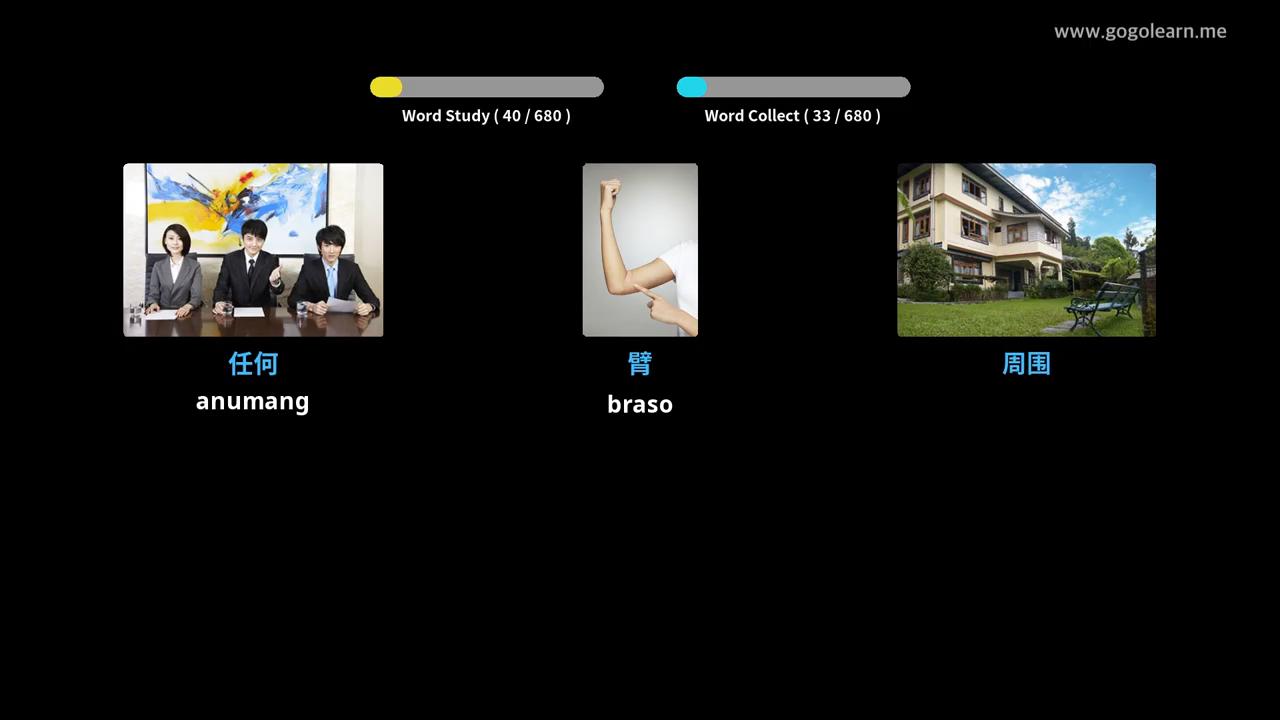 www.gogolearn.me
Word Study ( 40 / 680 )
Word Collect ( 33 / 680 )
任何
臂
周围
anumang
braso